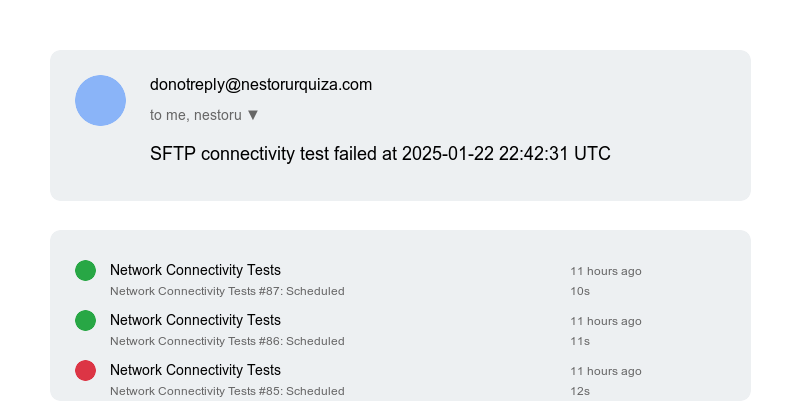 donotreply@nestorurquiza.com
to me, nestoru ▼
SFTP connectivity test failed at 2025-01-22 22:42:31 UTC
Network Connectivity Tests 11 hours ago
Network Connectivity Tests #87: Scheduled 10s
Network Connectivity Tests 11 hours ago
Network Connectivity Tests #86: Scheduled 11s
Network Connectivity Tests 11 hours ago
Network Connectivity Tests #85: Scheduled 12s